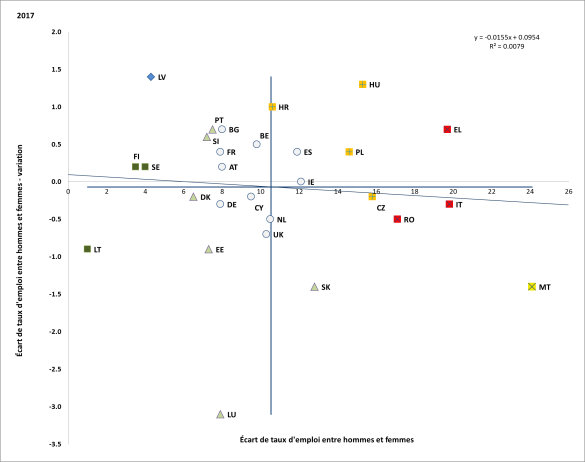 2017
y = -0.0155x + 0.0954
R² = 0.0079
2.0
1.5
1.0
0.5
0.0
-0.5
-1.0
-1.5
-2.0
-2.5
-3.0
-3.5
0 2 4 6 8 10 12 14 16 18 20 22 24 26
LV
HU
HR
PT
BG
EL
SI
BE
FI
FR
ES
PL
SE
AT
IE
DK
DE
CY
CZ
IT
NL
RO
UK
LT
EE
SK
MT
LU
Écart de taux d'emploi entre hommes et femmes - variation
Écart de taux d'emploi entre hommes et femmes